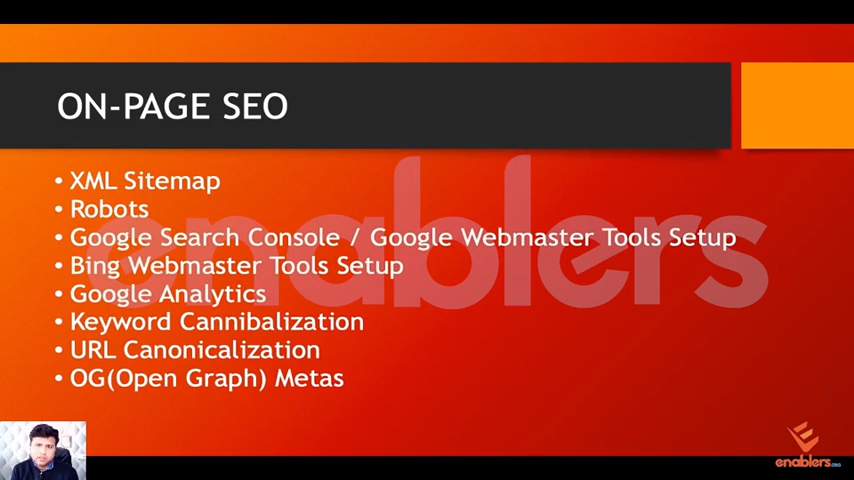 ON-PAGE SEO
• XML Sitemap
• Robots
• Google Search Console / Google Webmaster Tools Setup
• Bing Webmaster Tools Setup
• Google Analytics
• Keyword Cannibalization
• URL Canonicalization
• OG(Open Graph) Metas
enablers
enablers.ORG